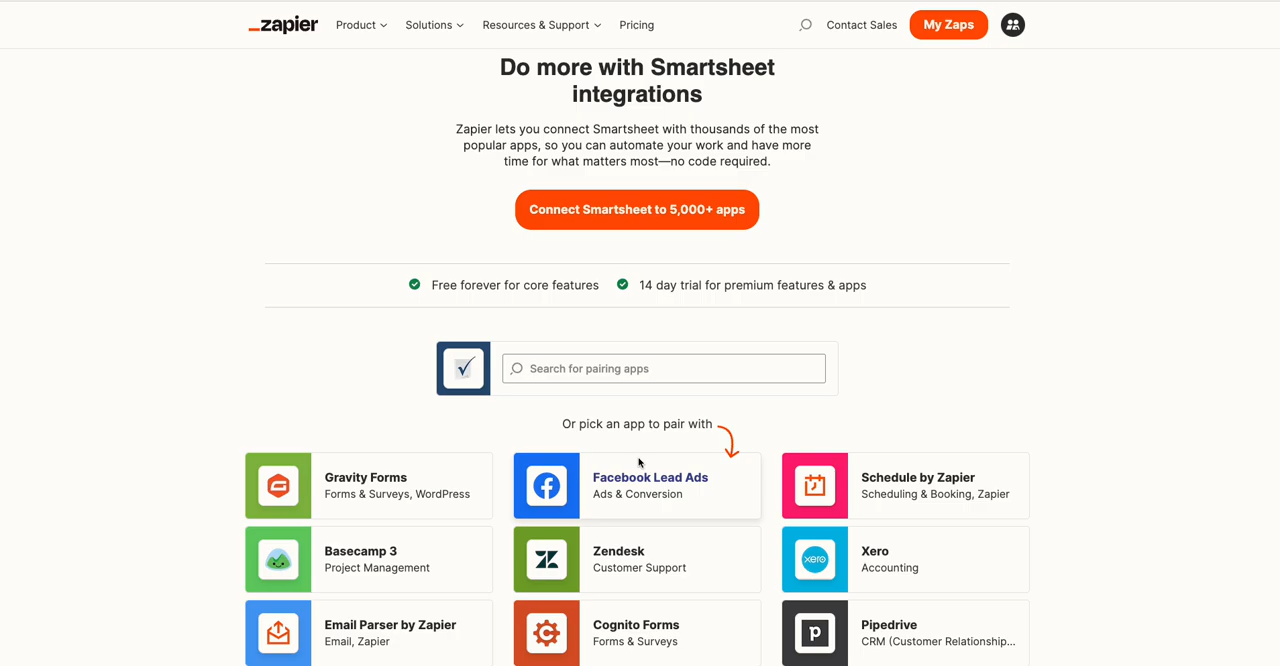 zapier
Product
Solutions
Resources & Support
Pricing
Contact Sales
My Zaps
Do more with Smartsheet
integrations
Zapier lets you connect Smartsheet with thousands of the most
popular apps, so you can automate your work and have more
time for what matters most—no code required.
Connect Smartsheet to 5,000+ apps
Free forever for core features
14 day trial for premium features & apps
Search for pairing apps
Or pick an app to pair with
Gravity Forms
Forms & Surveys, WordPress
Facebook Lead Ads
Ads & Conversion
Schedule by Zapier
Scheduling & Booking, Zapier
Basecamp 3
Project Management
Zendesk
Customer Support
xero
Xero
Accounting
Email Parser by Zapier
Email, Zapier
Cognito Forms
Forms & Surveys
Pipedrive
CRM (Customer Relationship...